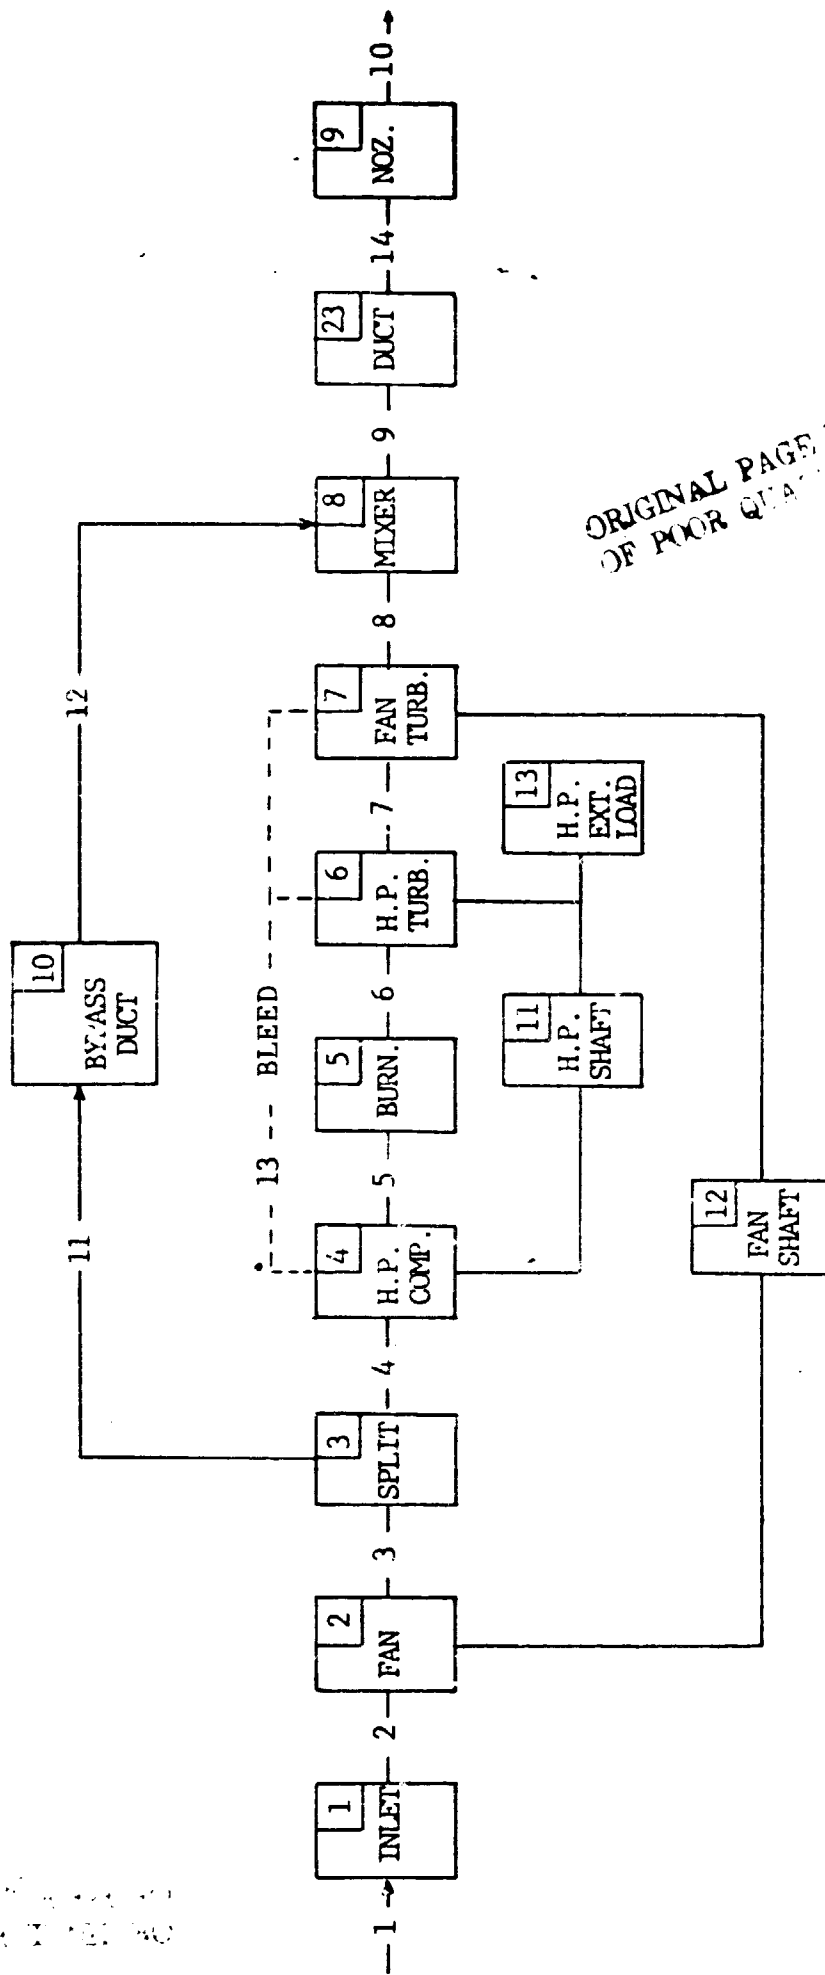 11
10
BYPASS
DUCT
12
13
BLEED
1
1
INLET
2
2
FAN
3
3
SPLIT
4
4
H.P.
COMP.
5
5
BURN.
6
6
H.P.
TURB.
7
7
FAN
TURB.
8
8
MIXER
9
23
DUCT
14
9
NOZ.
10
11
H.P.
SHAFT
13
H.P.
EXT.
LOAD
12
FAN
SHAFT
ORIGINAL PAGE
OF POOR